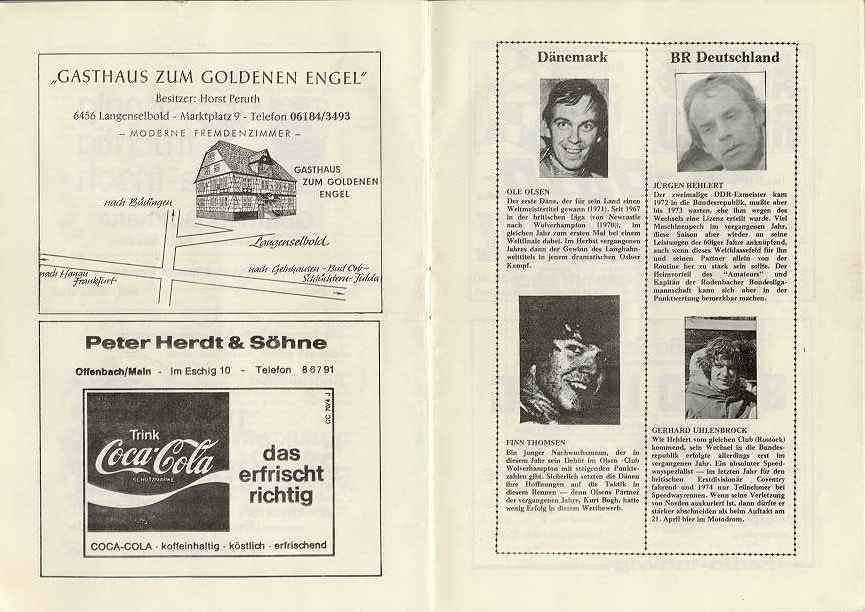 „GASTHAUS ZUM GOLDENEN ENGEL”
Besitzer: Horst Peruth
6456 Langenselbold - Marktplatz 9 - Telefon 06184/3493
– MODERNE FREMDENZIMMER –
GASTHAUS
ZUM GOLDENEN
ENGEL
nach Büdingen
Langenselbold
nach Hanau
Frankfurt
nach Gelnhausen - Bad Orb -
Schlüchtern - Fulda
Peter Herdt & Söhne
Offenbach/Main - Im Eschig 10 - Telefon 8 67 91
CC 70/4 J
Trink
Coca-Cola
SCHUTZMARKE
das
erfrischt
richtig
COCA-COLA · koffeinhaltig · köstlich · erfrischend
Dänemark
OLE OLSEN
Der erste Däne, der für sein Land einen
Weltmeistertitel gewann (1971). Seit 1967
in der britischen Liga (von Newcastle
nach Wolverhampton (1970)), im
gleichen Jahr zum ersten Mal bei einem
Weltfinale dabei. Im Herbst vergangenen
Jahres dann der Gewinn des Langbahn-
welttitels in jenem dramatischen Osloer
Kampf.
FINN THOMSEN
Ein junger Nachwuchsmann, der in
diesem Jahr sein Debüt im Olsen -Club
Wolverhampton mit steigenden Punkte-
zahlen gibt. Sicherlich setzten die Dänen
ihre Hoffnungen auf die Taktik in
diesem Rennen — denn Olsens Partner
der vergangenen Jahre, Kurt Bogh, hatte
wenig Erfolg in diesem Wettbewerb.
BR Deutschland
JÜRGEN HEHLERT
Der zweimalige DDR-Exmeister kam
1972 in die Bundesrepublik, mußte aber
bis 1973 warten, ehe ihm wegen des
Wechsels eine Lizenz erteilt wurde. Viel
Maschinenpech im vergangenen Jahr,
diese Saison aber wieder an seine
Leistungen der 60iger Jahre anknüpfend,
auch wenn dieses Weltklassefeld für ihn
und seinen Partner allein von der
Routine her zu stark sein sollte. Der
Heimvorteil des "Amateurs" und
Kapitän der Rodenbacher Bundesliga-
mannschaft kann sich aber in der
Punktwertung bemerkbar machen.
GERHARD UHLENBROCK
Wie Hehlert vom gleichen Club (Rostock)
kommend, sein Wechsel in die Bundes-
republik erfolgte allerdings erst im
vergangenen Jahr. Ein absoluter Speed-
wayspezialist — im letzten Jahr für den
britischen Erstdivisionär Coventry
fahrend und 1974 nur Teilnehmer bei
Speedwayrennen. Wenn seine Verletzung
von Norden auskuriert ist, dann dürfte er
stärker abschneiden als beim Auftakt am
21. April hier im Motodrom.